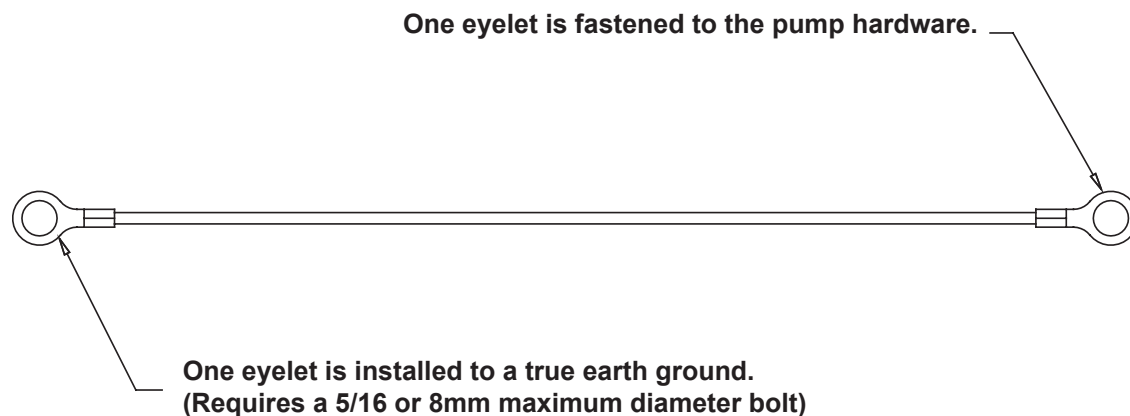 One eyelet is fastened to the pump hardware.
One eyelet is installed to a true earth ground.
(Requires a 5/16 or 8mm maximum diameter bolt)